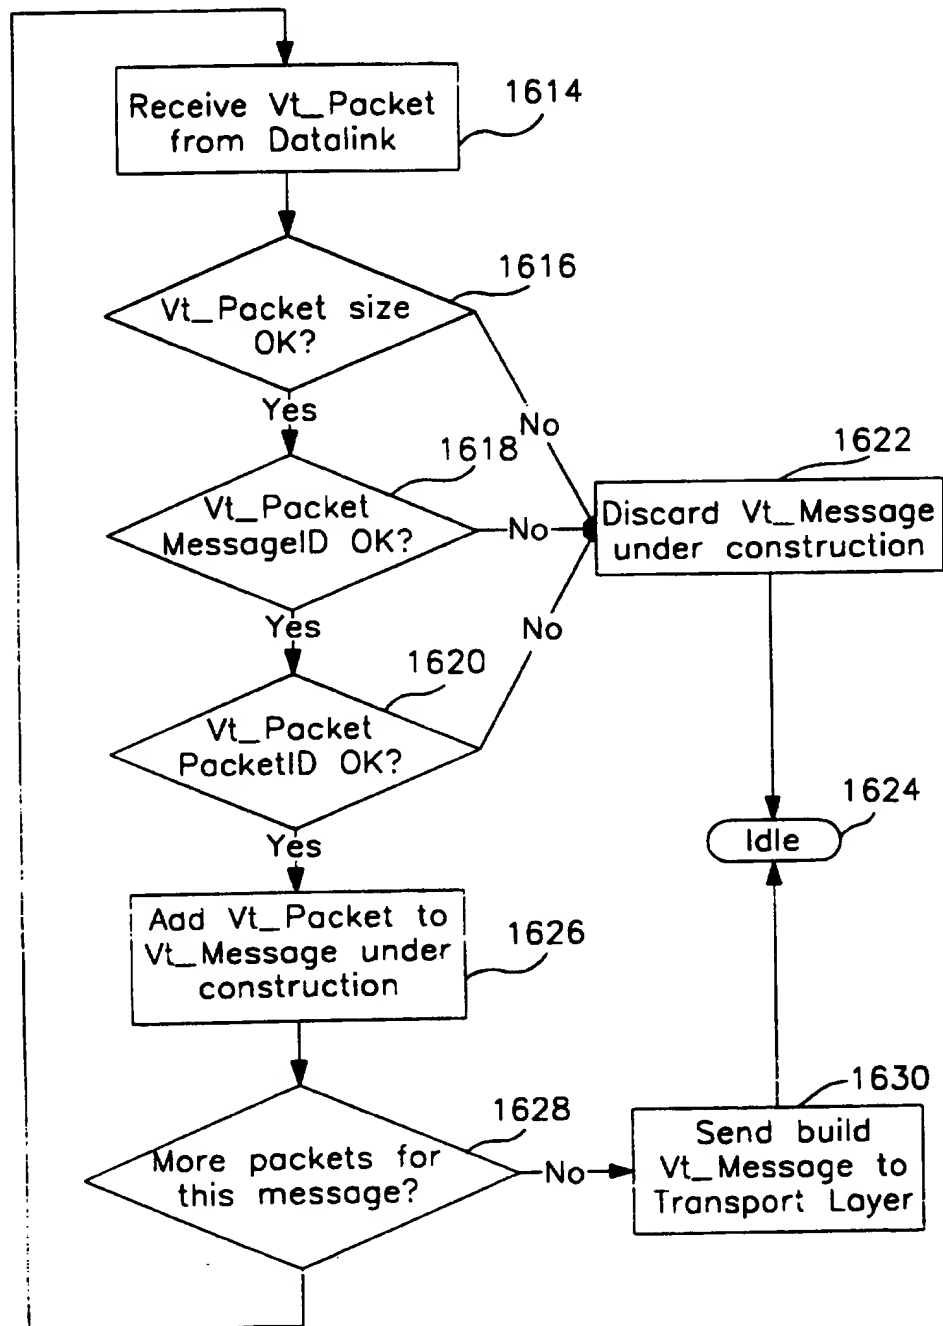 Receive Vt_Packet
from Datalink
1614
Vt_Packet size
OK?
1616
Yes
No
Vt_Packet
MessageID OK?
1618
No
Discard Vt_Message
under construction
1622
Yes
No
Vt_Packet
PacketID OK?
1620
Yes
Idle
1624
Add Vt_Packet to
Vt_Message under
construction
1626
More packets for
this message?
1628
No
Send build
Vt_Message to
Transport Layer
1630